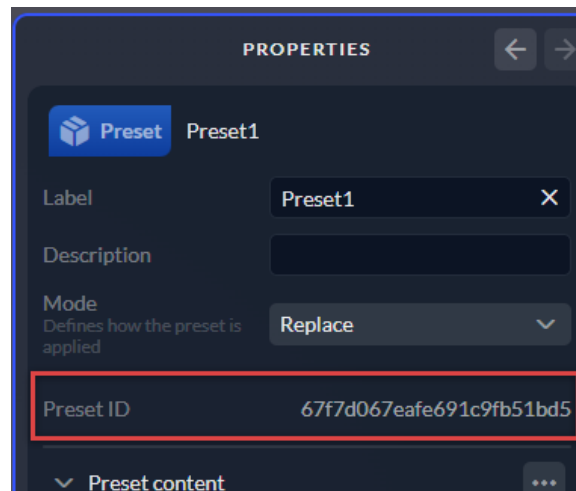 PROPERTIES
Preset Preset1
Label Preset1
Description
Mode
Defines how the preset is
applied
Replace
Preset ID 67f7d067eafe691c9fb51bd5
Preset content